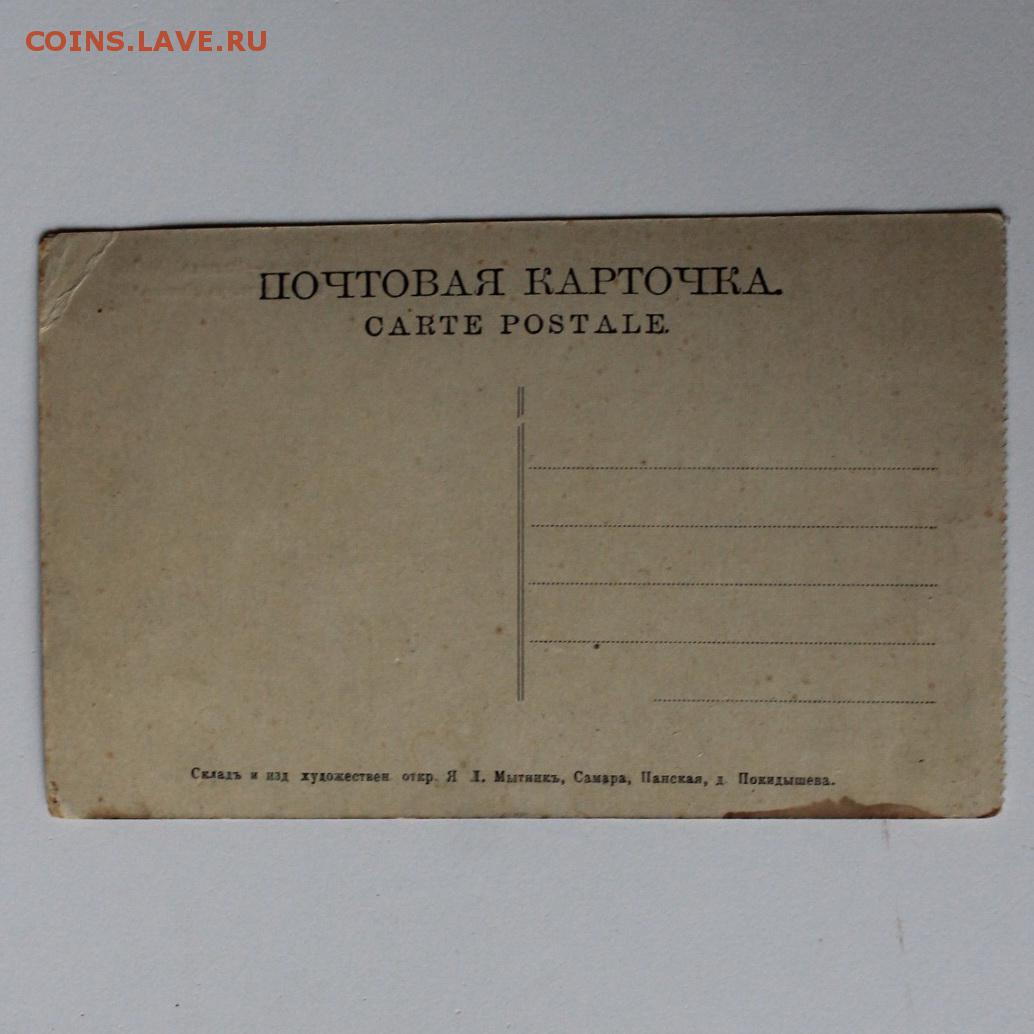 COINS.LAVE.RU
ПОЧТОВАЯ КАРТОЧКА.
CARTE POSTALE.
Складъ и изд художествен. откр. Я Л. Мытникъ, Самара, Панская, д. Покидышева.